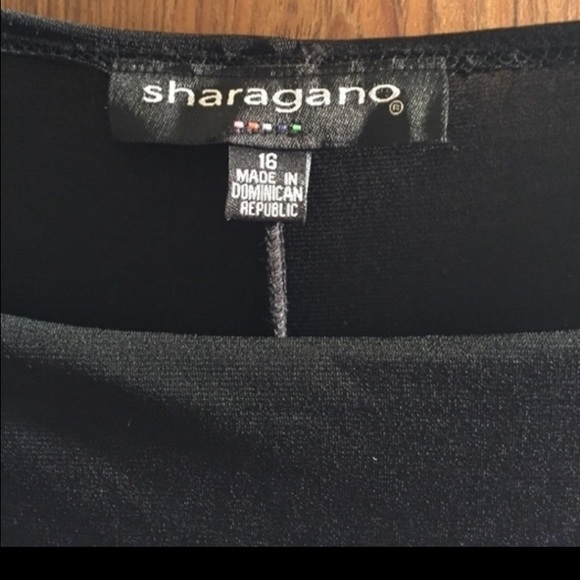 sharagano®
16
MADE IN
DOMINICAN
REPUBLIC